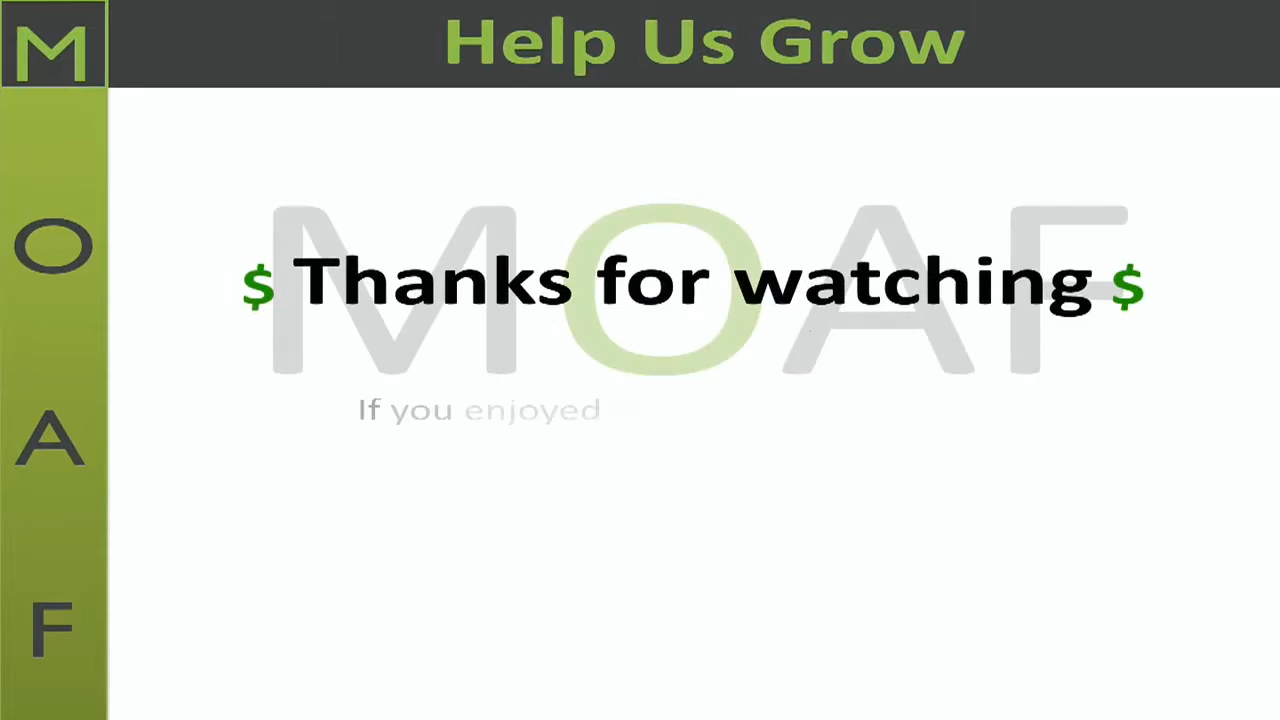 M
O
A
F
Help Us Grow
MOAF
$ Thanks for watching $
If you enjoyed